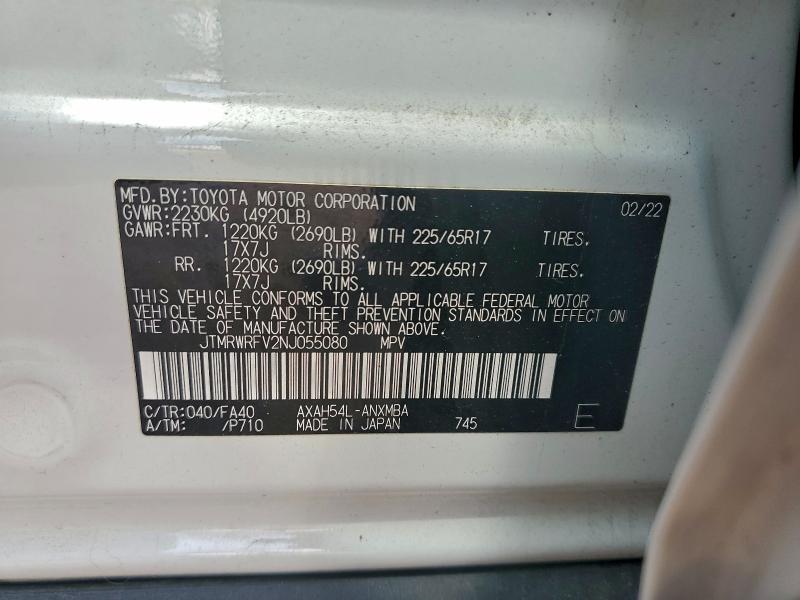 MFD.BY:TOYOTA MOTOR CORPORATION 02/22
GVWR:2230KG (4920LB)
GAWR:FRT. 1220KG (2690LB) WITH 225/65R17 TIRES.
17X7J RIMS.
RR. 1220KG (2690LB) WITH 225/65R17 TIRES.
17X7J RIMS.
THIS VEHICLE CONFORMS TO ALL APPLICABLE FEDERAL MOTOR
VEHICLE SAFETY AND THEFT PREVENTION STANDARDS IN EFFECT ON
THE DATE OF MANUFACTURE SHOWN ABOVE.
JTMRWRFV2NJ055080 MPV
C/TR:040/FA40 AXAH54L-ANXMBA
A/TM: /P710 MADE IN JAPAN 745 E